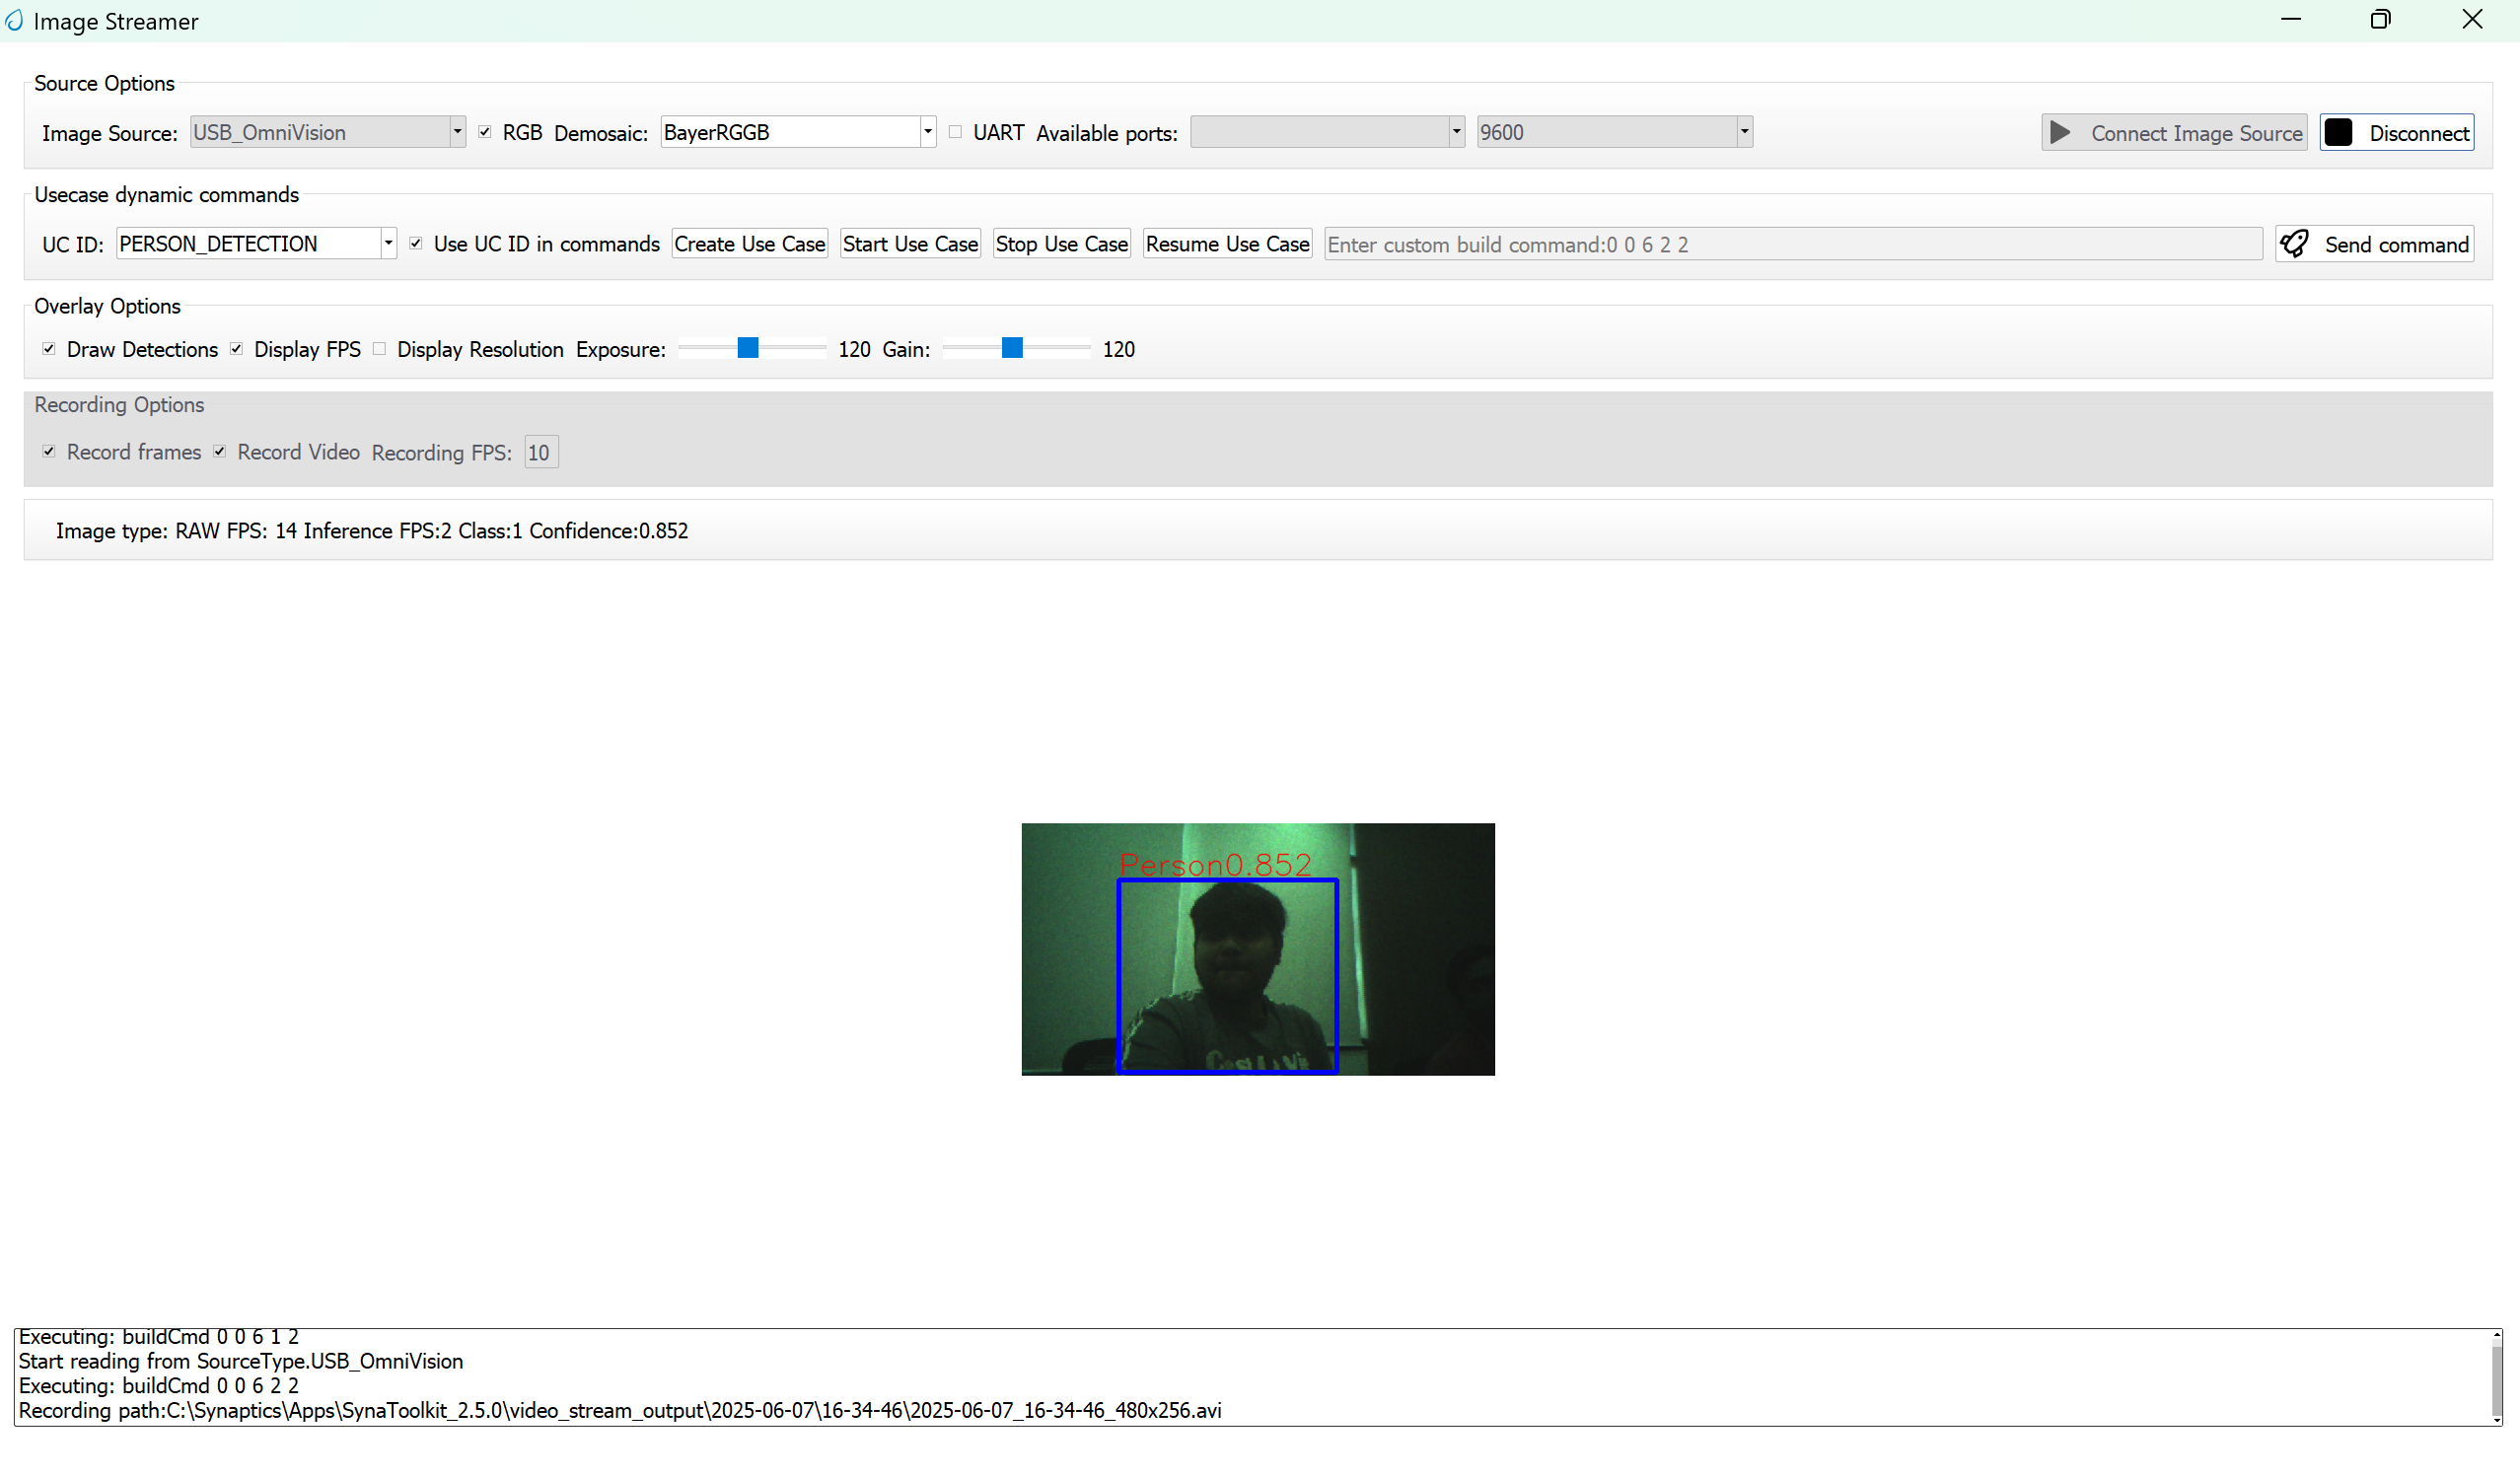 Image Streamer
Source Options
Image Source: USB_OmniVision RGB Demosaic: BayerRGGB UART Available ports: 9600 Connect Image Source Disconnect
Usecase dynamic commands
UC ID: PERSON_DETECTION Use UC ID in commands Create Use Case Start Use Case Stop Use Case Resume Use Case Enter custom build command:0 0 6 2 2 Send command
Overlay Options
Draw Detections Display FPS Display Resolution Exposure: 120 Gain: 120
Recording Options
Record frames Record Video Recording FPS: 10
Image type: RAW FPS: 14 Inference FPS:2 Class:1 Confidence:0.852
Person0.852
Executing: buildCmd 0 0 6 1 2
Start reading from SourceType.USB_OmniVision
Executing: buildCmd 0 0 6 2 2
Recording path:C:\Synaptics\Apps\SynaToolkit_2.5.0\video_stream_output\2025-06-07\16-34-46\2025-06-07_16-34-46_480x256.avi